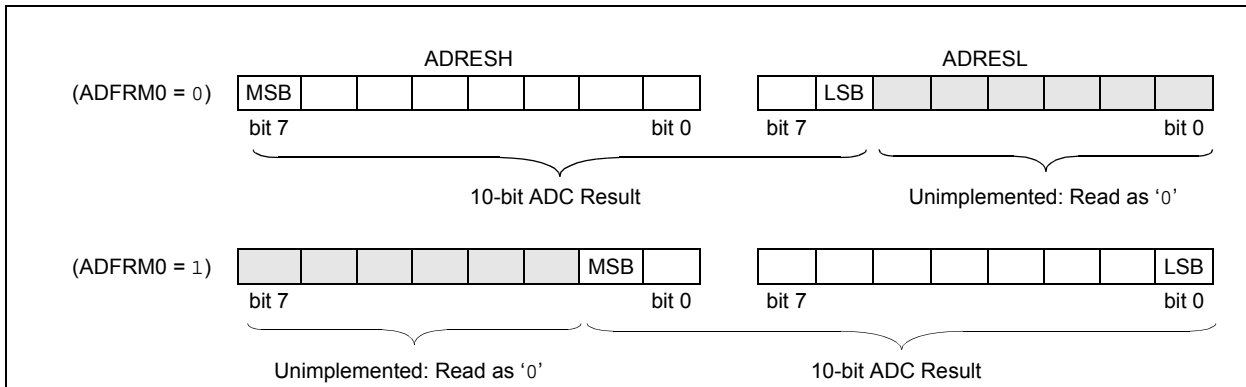 ADRESH ADRESL
(ADFRM0 = 0) MSB LSB
bit 7 bit 0 bit 7 bit 0
10-bit ADC Result Unimplemented: Read as ‘0’
(ADFRM0 = 1) MSB LSB
bit 7 bit 0 bit 7 bit 0
Unimplemented: Read as ‘0’ 10-bit ADC Result